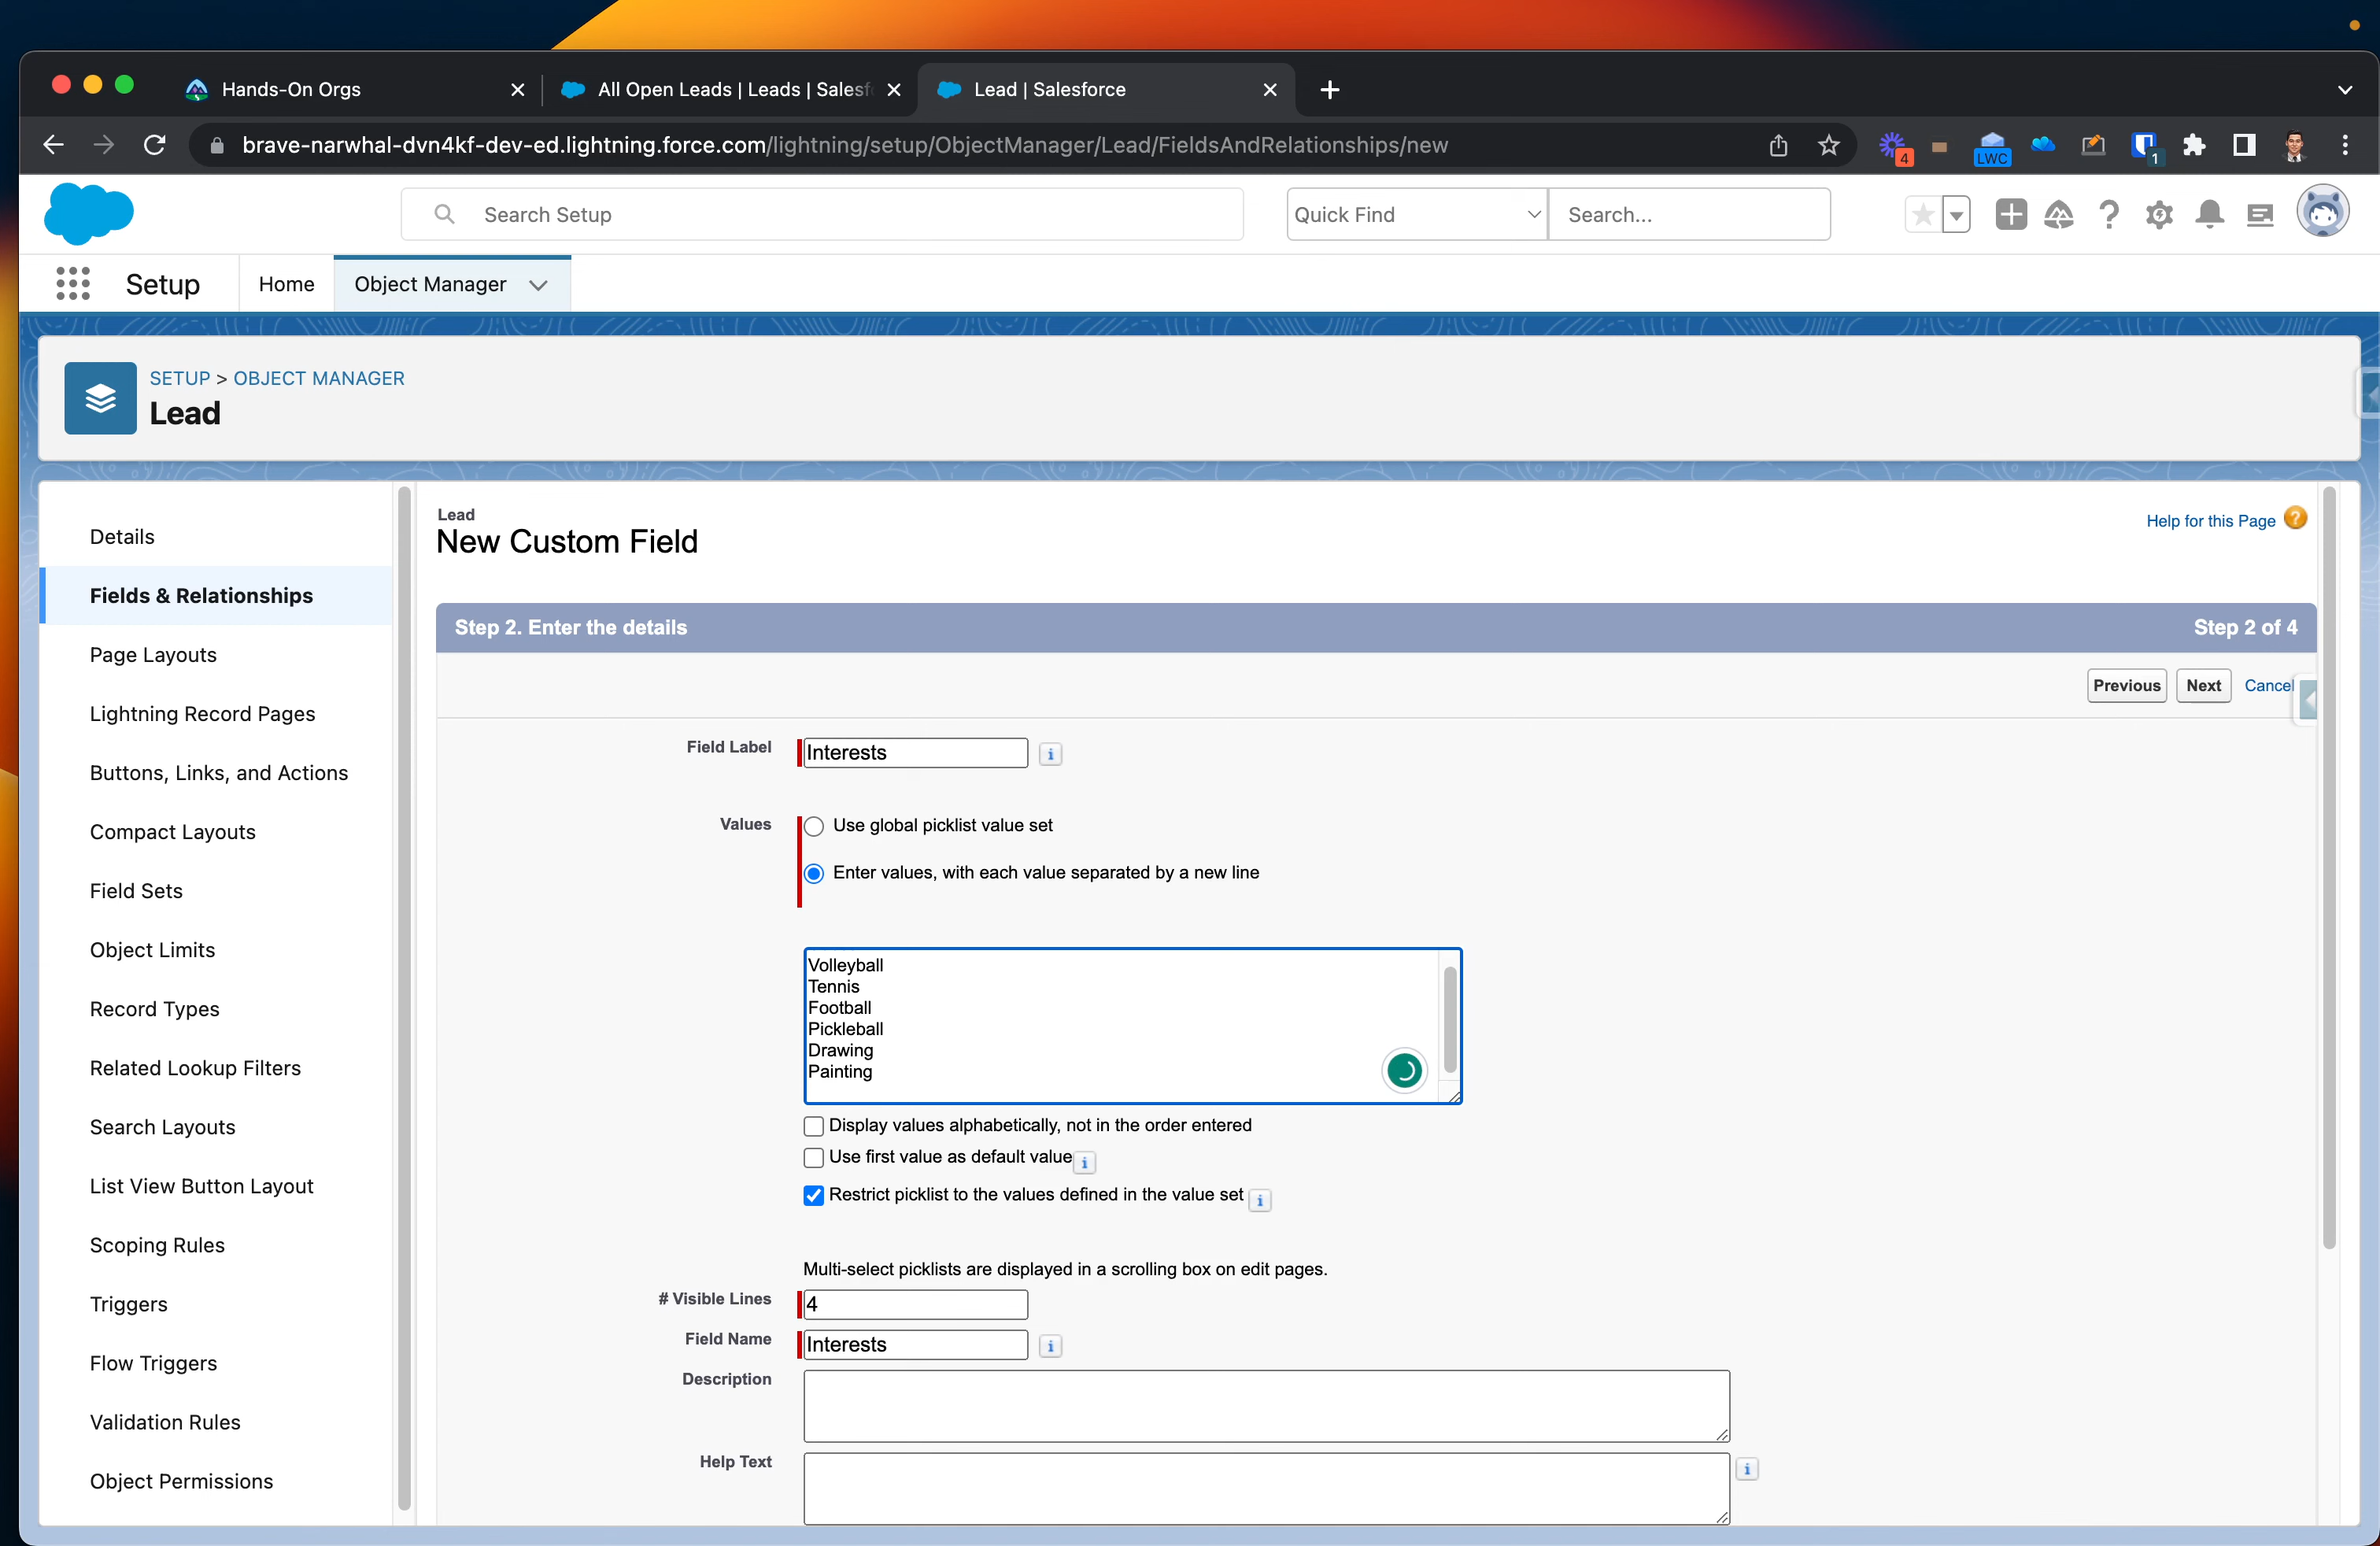 Hands-On Orgs
All Open Leads | Leads | Salesf
Lead | Salesforce
brave-narwhal-dvn4kf-dev-ed.lightning.force.com/lightning/setup/ObjectManager/Lead/FieldsAndRelationships/new
4
LWC
1
Search Setup
Quick Find
Search...
Setup
Home
Object Manager
SETUP > OBJECT MANAGER
Lead
Details
Fields & Relationships
Page Layouts
Lightning Record Pages
Buttons, Links, and Actions
Compact Layouts
Field Sets
Object Limits
Record Types
Related Lookup Filters
Search Layouts
List View Button Layout
Scoping Rules
Triggers
Flow Triggers
Validation Rules
Object Permissions
Lead
New Custom Field
Help for this Page
Step 2. Enter the details
Step 2 of 4
Previous
Next
Cancel
Field Label
Interests
Values
Use global picklist value set
Enter values, with each value separated by a new line
Volleyball
Tennis
Football
Pickleball
Drawing
Painting
Display values alphabetically, not in the order entered
Use first value as default value
Restrict picklist to the values defined in the value set
Multi-select picklists are displayed in a scrolling box on edit pages.
# Visible Lines
4
Field Name
Interests
Description
Help Text